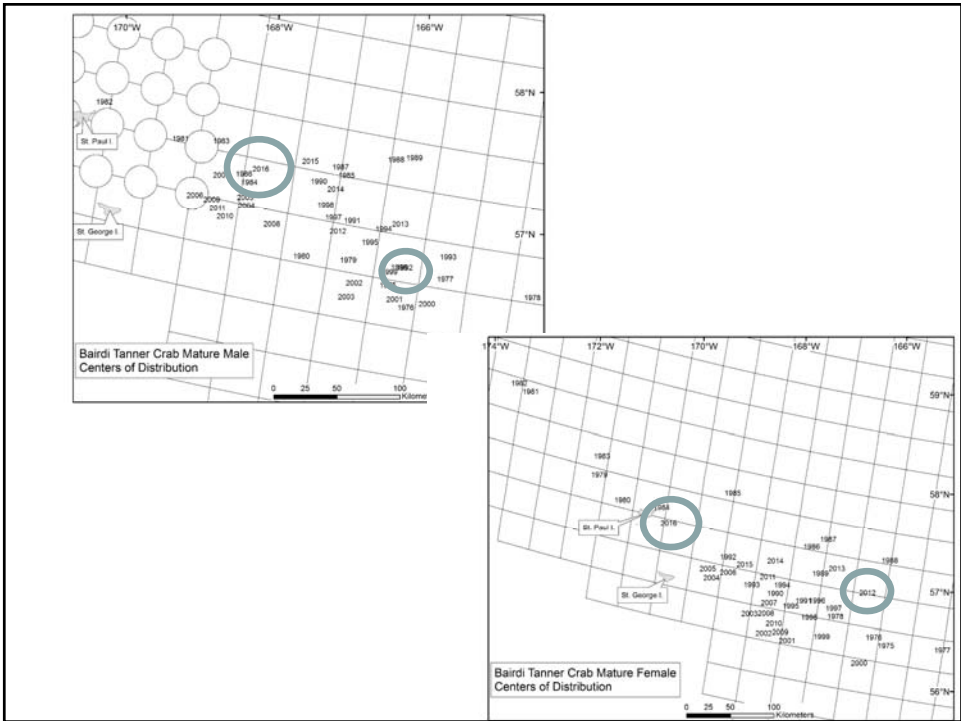 170°W 168°W 166°W
58°N
1982
St. Paul I.
1981 1983
2016 2015 1987 1988 1989
1986 1985
1984 1990
2014
2006 2009 1998
2011 2004
2010 1997 1991
St. George I. 2008 2012 1994 2013
57°N
1995
1980 1979 1993
1992
1999
1977
2002
2003 2001 1978
1976 2000
Bairdi Tanner Crab Mature Male
Centers of Distribution
0 25 50 100
174°W 172°W 170°W 168°W 166°W
1982
1981
59°N
1983
1979
1985
58°N
1980
1984
St. Paul I. 2016
1987
1986
1992 1988
2015 2014
2005 2006 1989 2013
2004 2011
1993 1994
St. George I. 1990 2012 57°N
2007 1991 1996
1995 1997
2003 2008 1998 1978
2010
2002 2009 1999 1976
2001 1975 1977
2000
Bairdi Tanner Crab Mature Female
Centers of Distribution
56°N
0 25 50 100
Kilometers